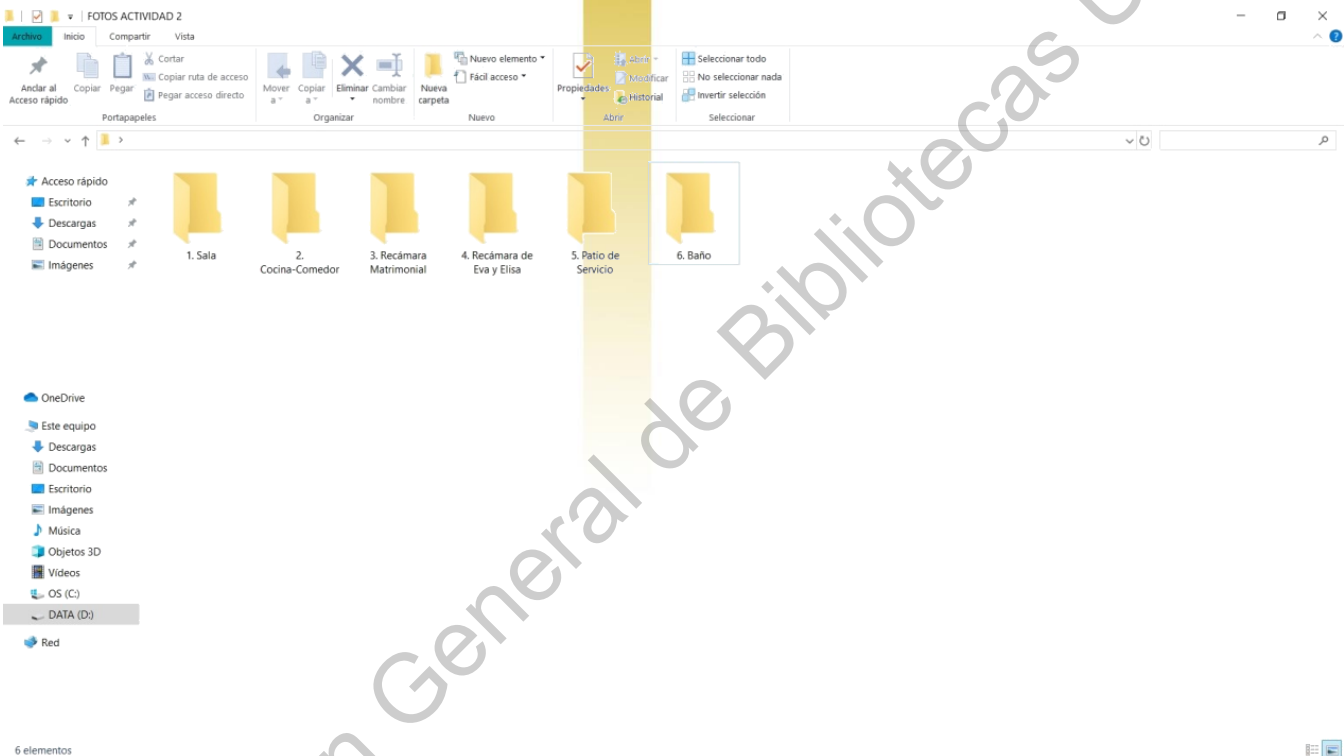 FOTOS ACTIVIDAD 2
Archivo Inicio Compartir Vista
Anclar al Acceso rápido
Copiar
Pegar
Cortar
Copiar ruta de acceso
Pegar acceso directo
Portapapeles
Mover a
Copiar a
Eliminar
Cambiar nombre
Organizar
Nueva carpeta
Nuevo elemento
Fácil acceso
Nuevo
Propiedades
Abrir
Modificar
Historial
Abrir
Seleccionar todo
No seleccionar nada
Invertir selección
Seleccionar
Acceso rápido
Escritorio
Descargas
Documentos
Imágenes
1. Sala
2. Cocina-Comedor
3. Recámara Matrimonial
4. Recámara de Eva y Elisa
5. Patio de Servicio
6. Baño
OneDrive
Este equipo
Descargas
Documentos
Escritorio
Imágenes
Música
Objetos 3D
Vídeos
OS (C:)
DATA (D:)
Red
6 elementos
General de Bibliotecas